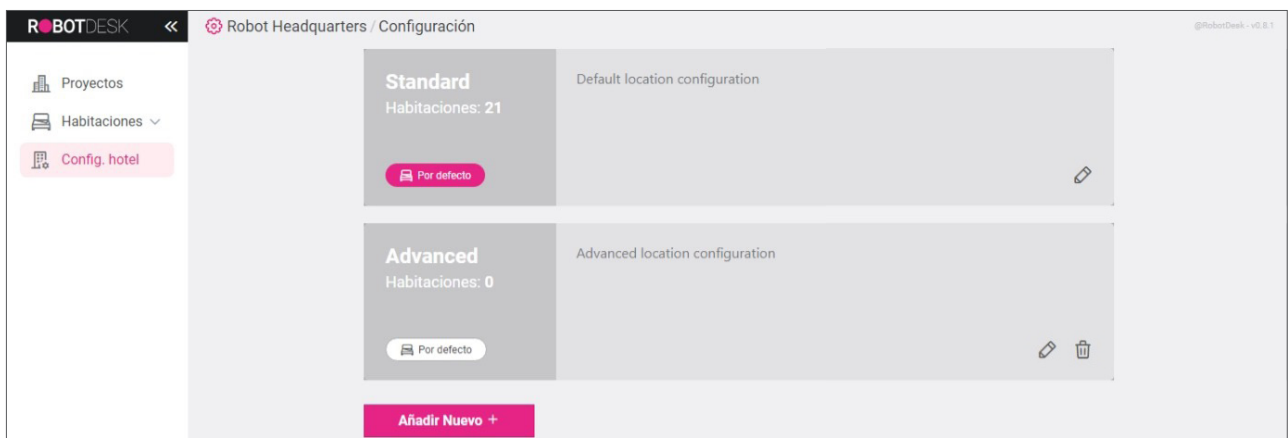 ROBOTDESK
Robot Headquarters / Configuración
@RobotDesk - v0.8.1
Proyectos
Habitaciones
Config. hotel
Standard
Habitaciones: 21
Por defecto
Default location configuration
Advanced
Habitaciones: 0
Por defecto
Advanced location configuration
Añadir Nuevo +